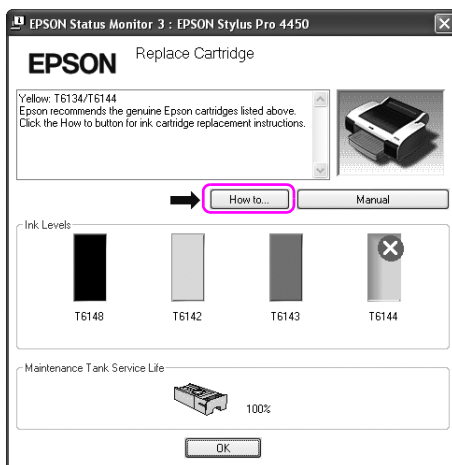 EPSON Status Monitor 3 : EPSON Stylus Pro 4450
EPSON
Replace Cartridge
Yellow: T6134/T6144
Epson recommends the genuine Epson cartridges listed above.
Click the How to button for ink cartridge replacement instructions.
How to...
Manual
Ink Levels
T6148
T6142
T6143
T6144
Maintenance Tank Service Life
100%
OK